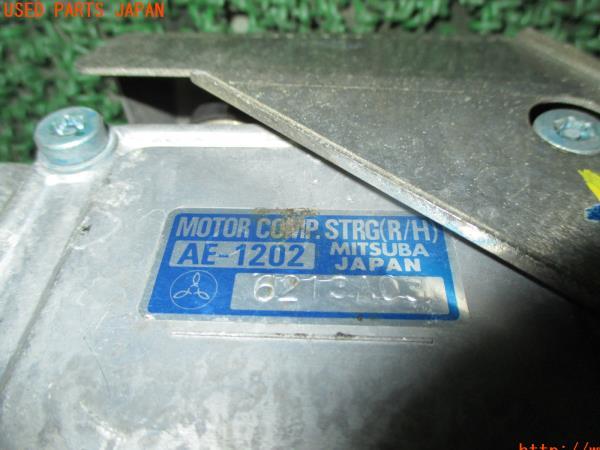 USED PARTS JAPAN
MOTOR COMP. STRG(R/H)
AE-1202
MITSUBA
JAPAN
http://w